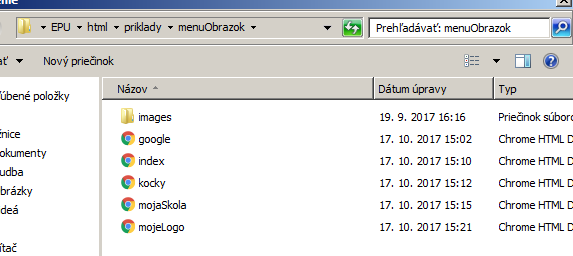 enie
EPU html priklady menuObrazok Prehľadávať: menuObrazok
ať Nový priečinok
Názov Dátum úpravy Typ
ľúbené položky
images 19. 9. 2017 16:16 Priečinok súboro
žnice google 17. 10. 2017 15:02 Chrome HTML D
okumenty index 17. 10. 2017 15:10 Chrome HTML D
udba kocky 17. 10. 2017 15:12 Chrome HTML D
brázky mojaSkola 17. 10. 2017 15:15 Chrome HTML D
deá mojeLogo 17. 10. 2017 15:21 Chrome HTML D
ítač